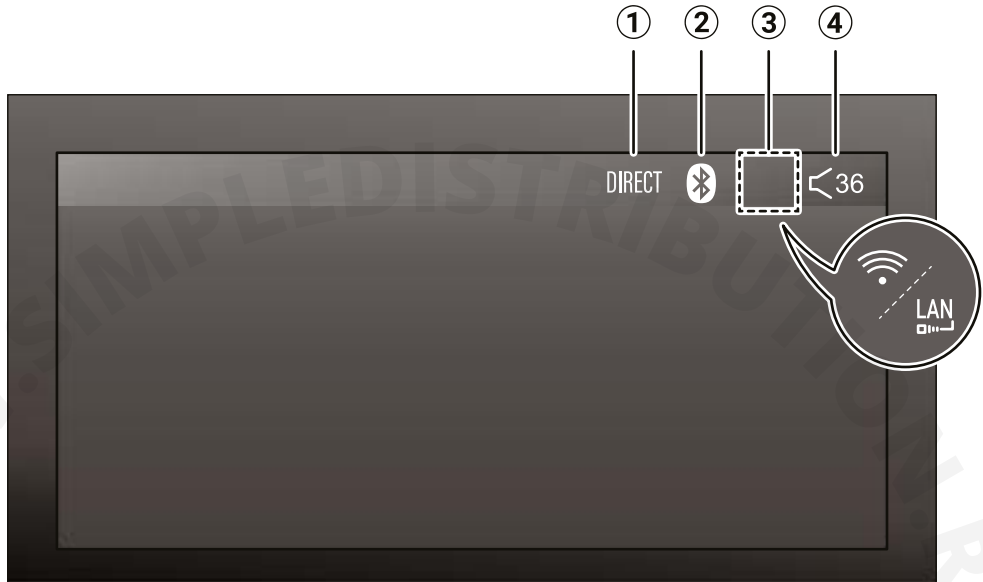 ① ② ③ ④
DIRECT 36
LAN
.SIMPLEDISTRIBUTION.R